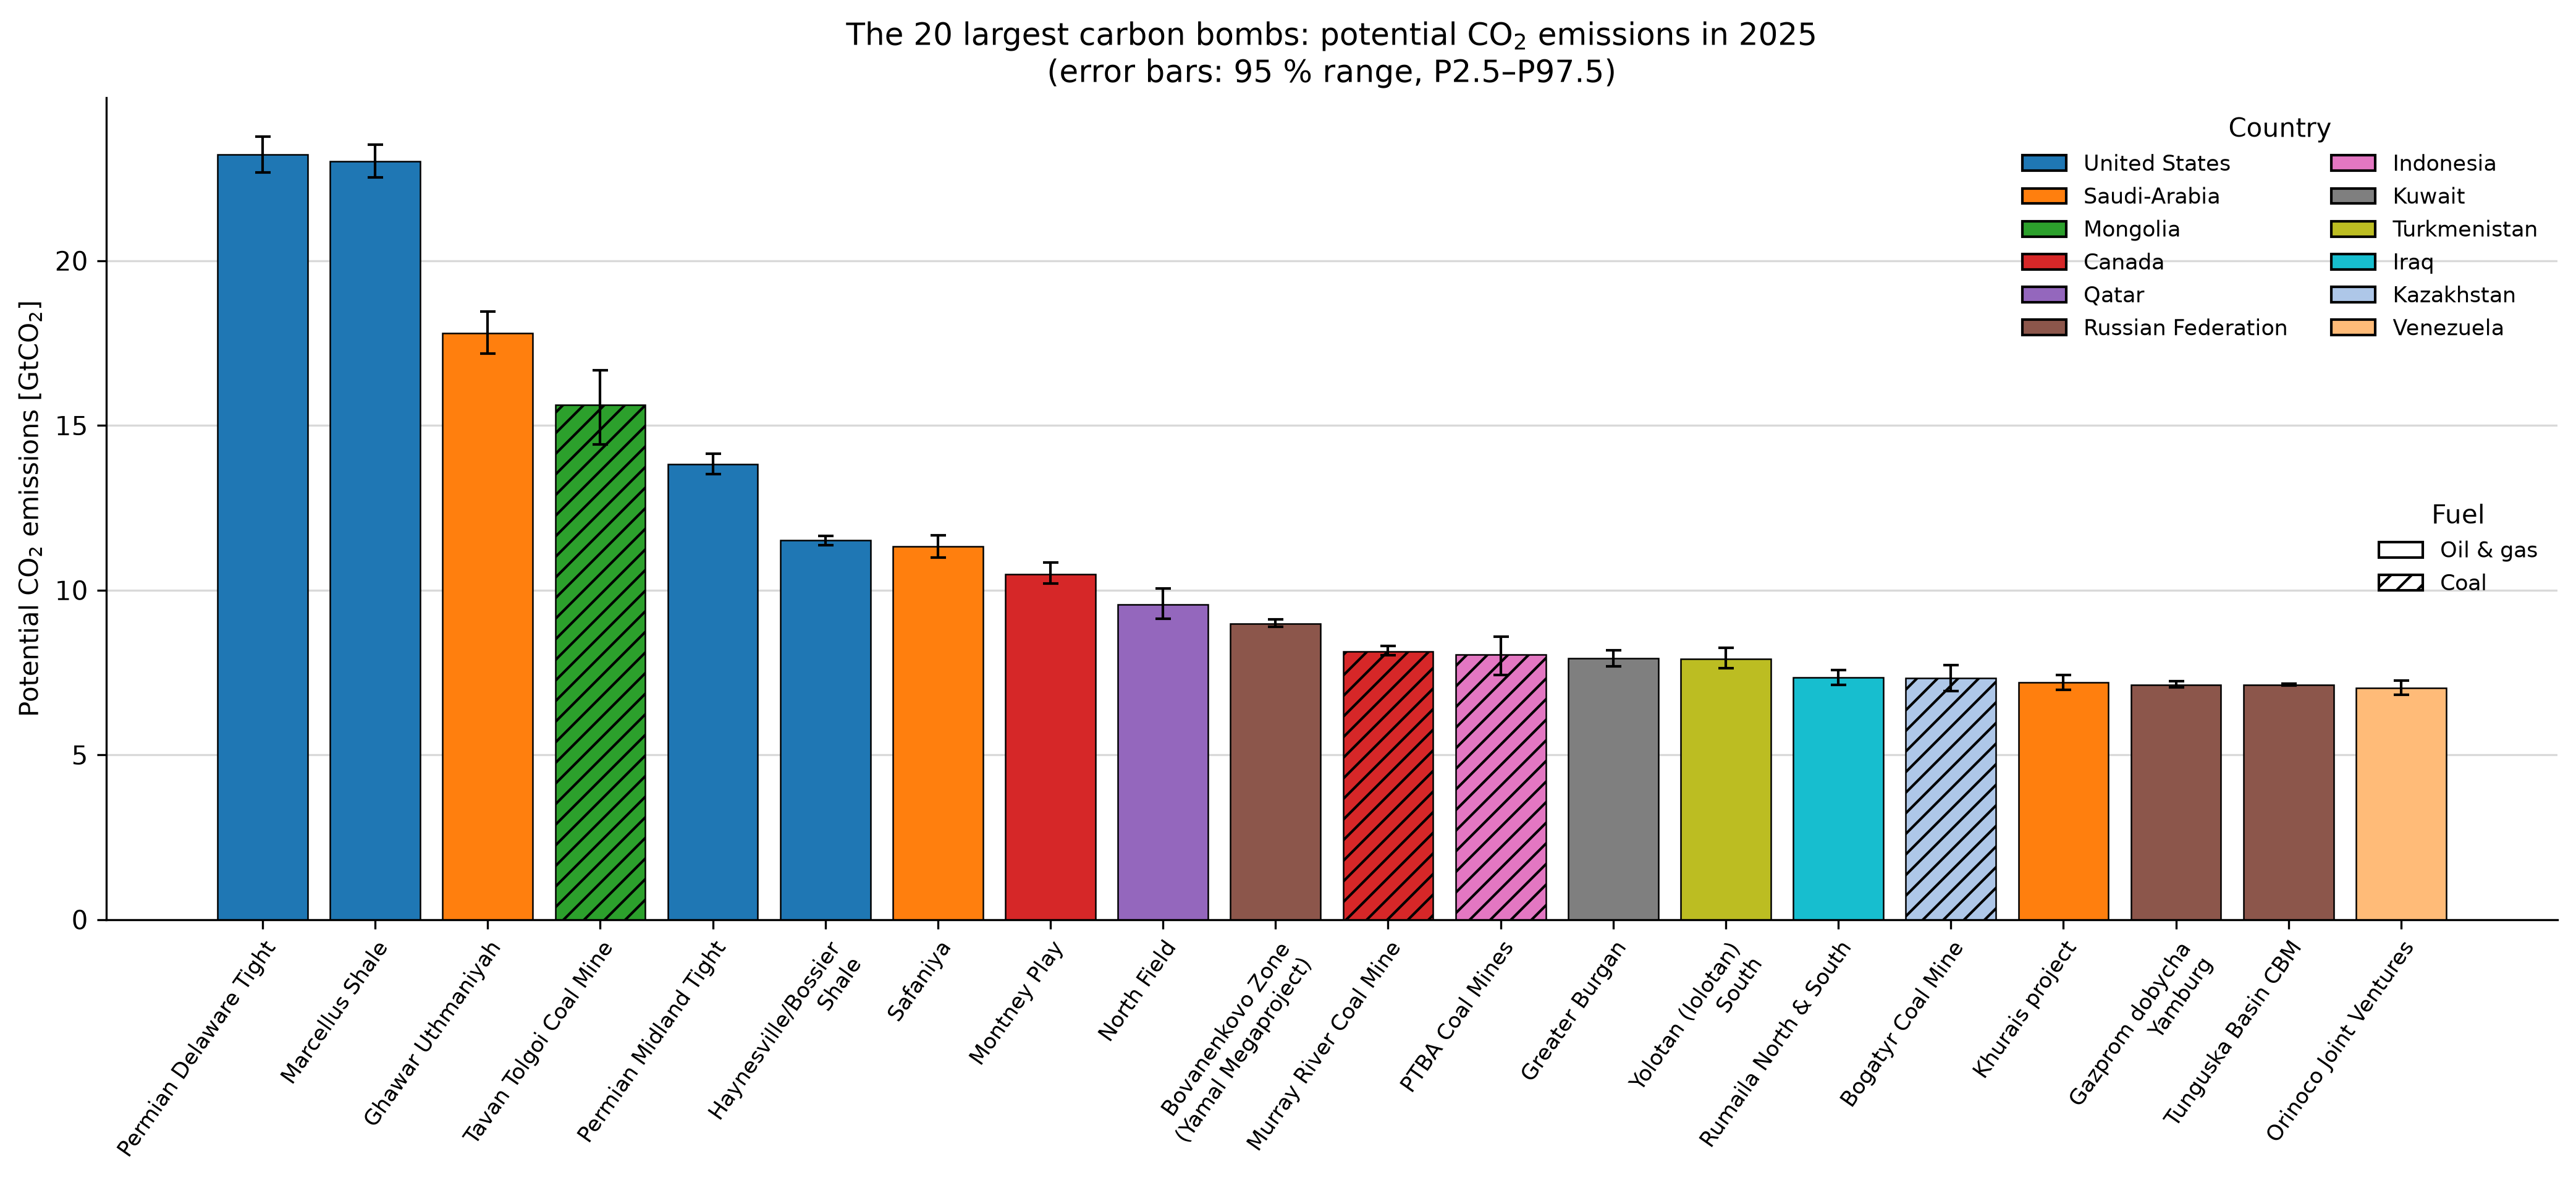 The 20 largest carbon bombs: potential CO₂ emissions in 2025
(error bars: 95 % range, P2.5–P97.5)
Potential CO₂ emissions [GtCO₂]
20
15
10
5
0
Country
United States
Saudi-Arabia
Mongolia
Canada
Qatar
Russian Federation
Indonesia
Kuwait
Turkmenistan
Iraq
Kazakhstan
Venezuela
Fuel
Oil & gas
Coal
Permian Delaware Tight
Marcellus Shale
Ghawar Uthmaniyah
Tavan Tolgoi Coal Mine
Permian Midland Tight
Haynesville/Bossier
Shale
Safaniya
Montney Play
North Field
Bovanenkovo Zone
(Yamal Megaproject)
Murray River Coal Mine
PTBA Coal Mines
Greater Burgan
Yolotan (Iolotan)
South
Rumaila North & South
Bogatyr Coal Mine
Khurais project
Gazprom dobycha
Yamburg
Tunguska Basin CBM
Orinoco Joint Ventures